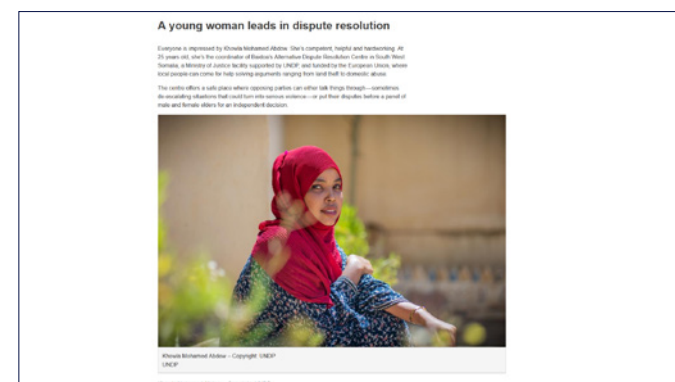 A young woman leads in dispute resolution
Everyone is impressed by Khowla Mohamed Abdow. She's competent, helpful and hardworking. At
25 years old, she's the coordinator of Baidoa's Alternative Dispute Resolution Centre in South West
Somalia, a Ministry of Justice facility supported by UNDP, and funded by the European Union, where
local people can come for help solving arguments ranging from land theft to domestic abuse.
The centre offers a safe place where opposing parties can either talk things through—sometimes
de-escalating situations that could turn into serious violence—or put their disputes before a panel of
male and female elders for an independent decision.
Khowla Mohamed Abdow – Copyright: UNDP
UNDP